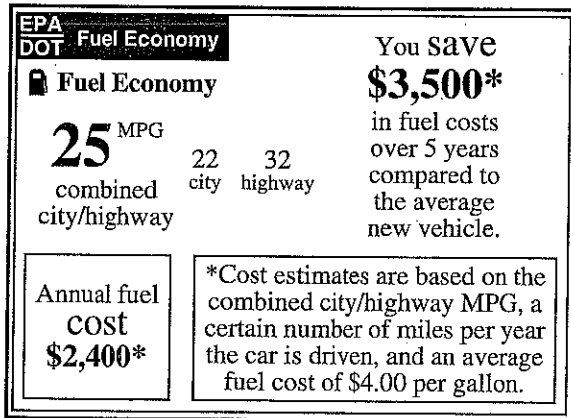 EPA
DOT Fuel Economy
Fuel Economy
25 MPG
combined
city/highway
22
city
32
highway
You save
$3,500*
in fuel costs
over 5 years
compared to
the average
new vehicle.
Annual fuel
cost
$2,400*
*Cost estimates are based on the
combined city/highway MPG, a
certain number of miles per year
the car is driven, and an average
fuel cost of $4.00 per gallon.